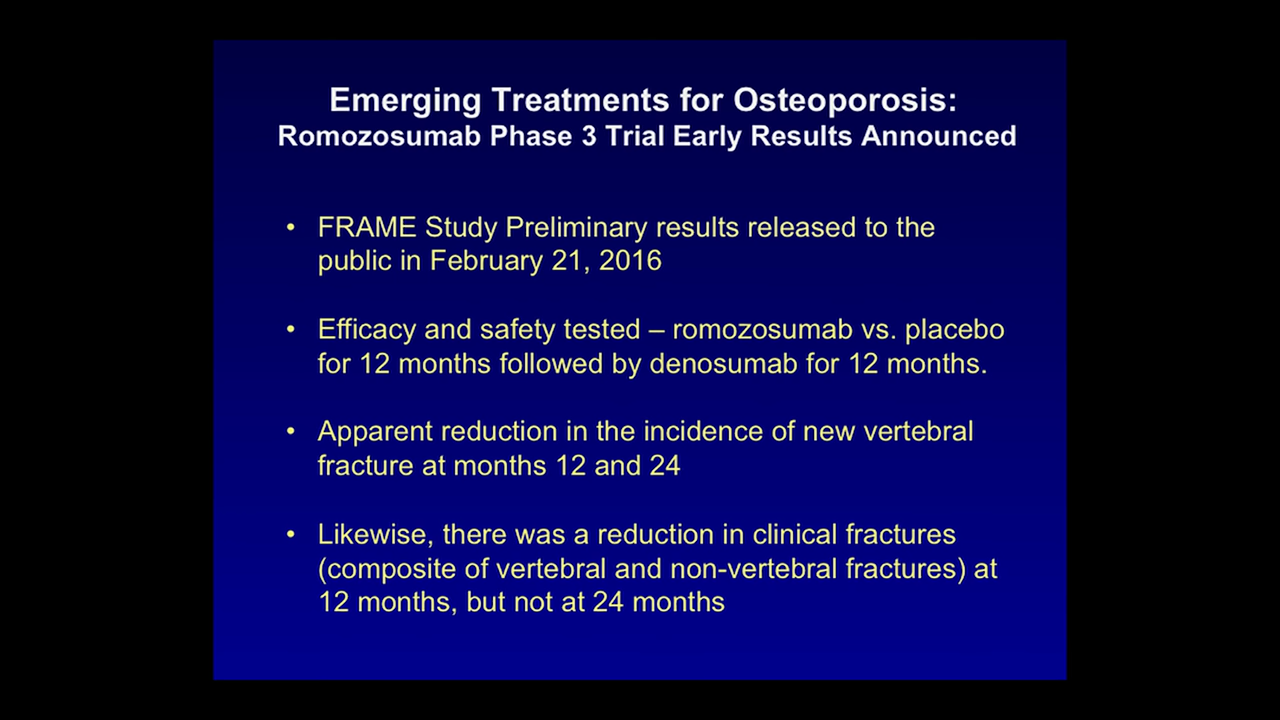 Emerging Treatments for Osteoporosis:
Romozosumab Phase 3 Trial Early Results Announced
• FRAME Study Preliminary results released to the
public in February 21, 2016
• Efficacy and safety tested – romozosumab vs. placebo
for 12 months followed by denosumab for 12 months.
• Apparent reduction in the incidence of new vertebral
fracture at months 12 and 24
• Likewise, there was a reduction in clinical fractures
(composite of vertebral and non-vertebral fractures) at
12 months, but not at 24 months